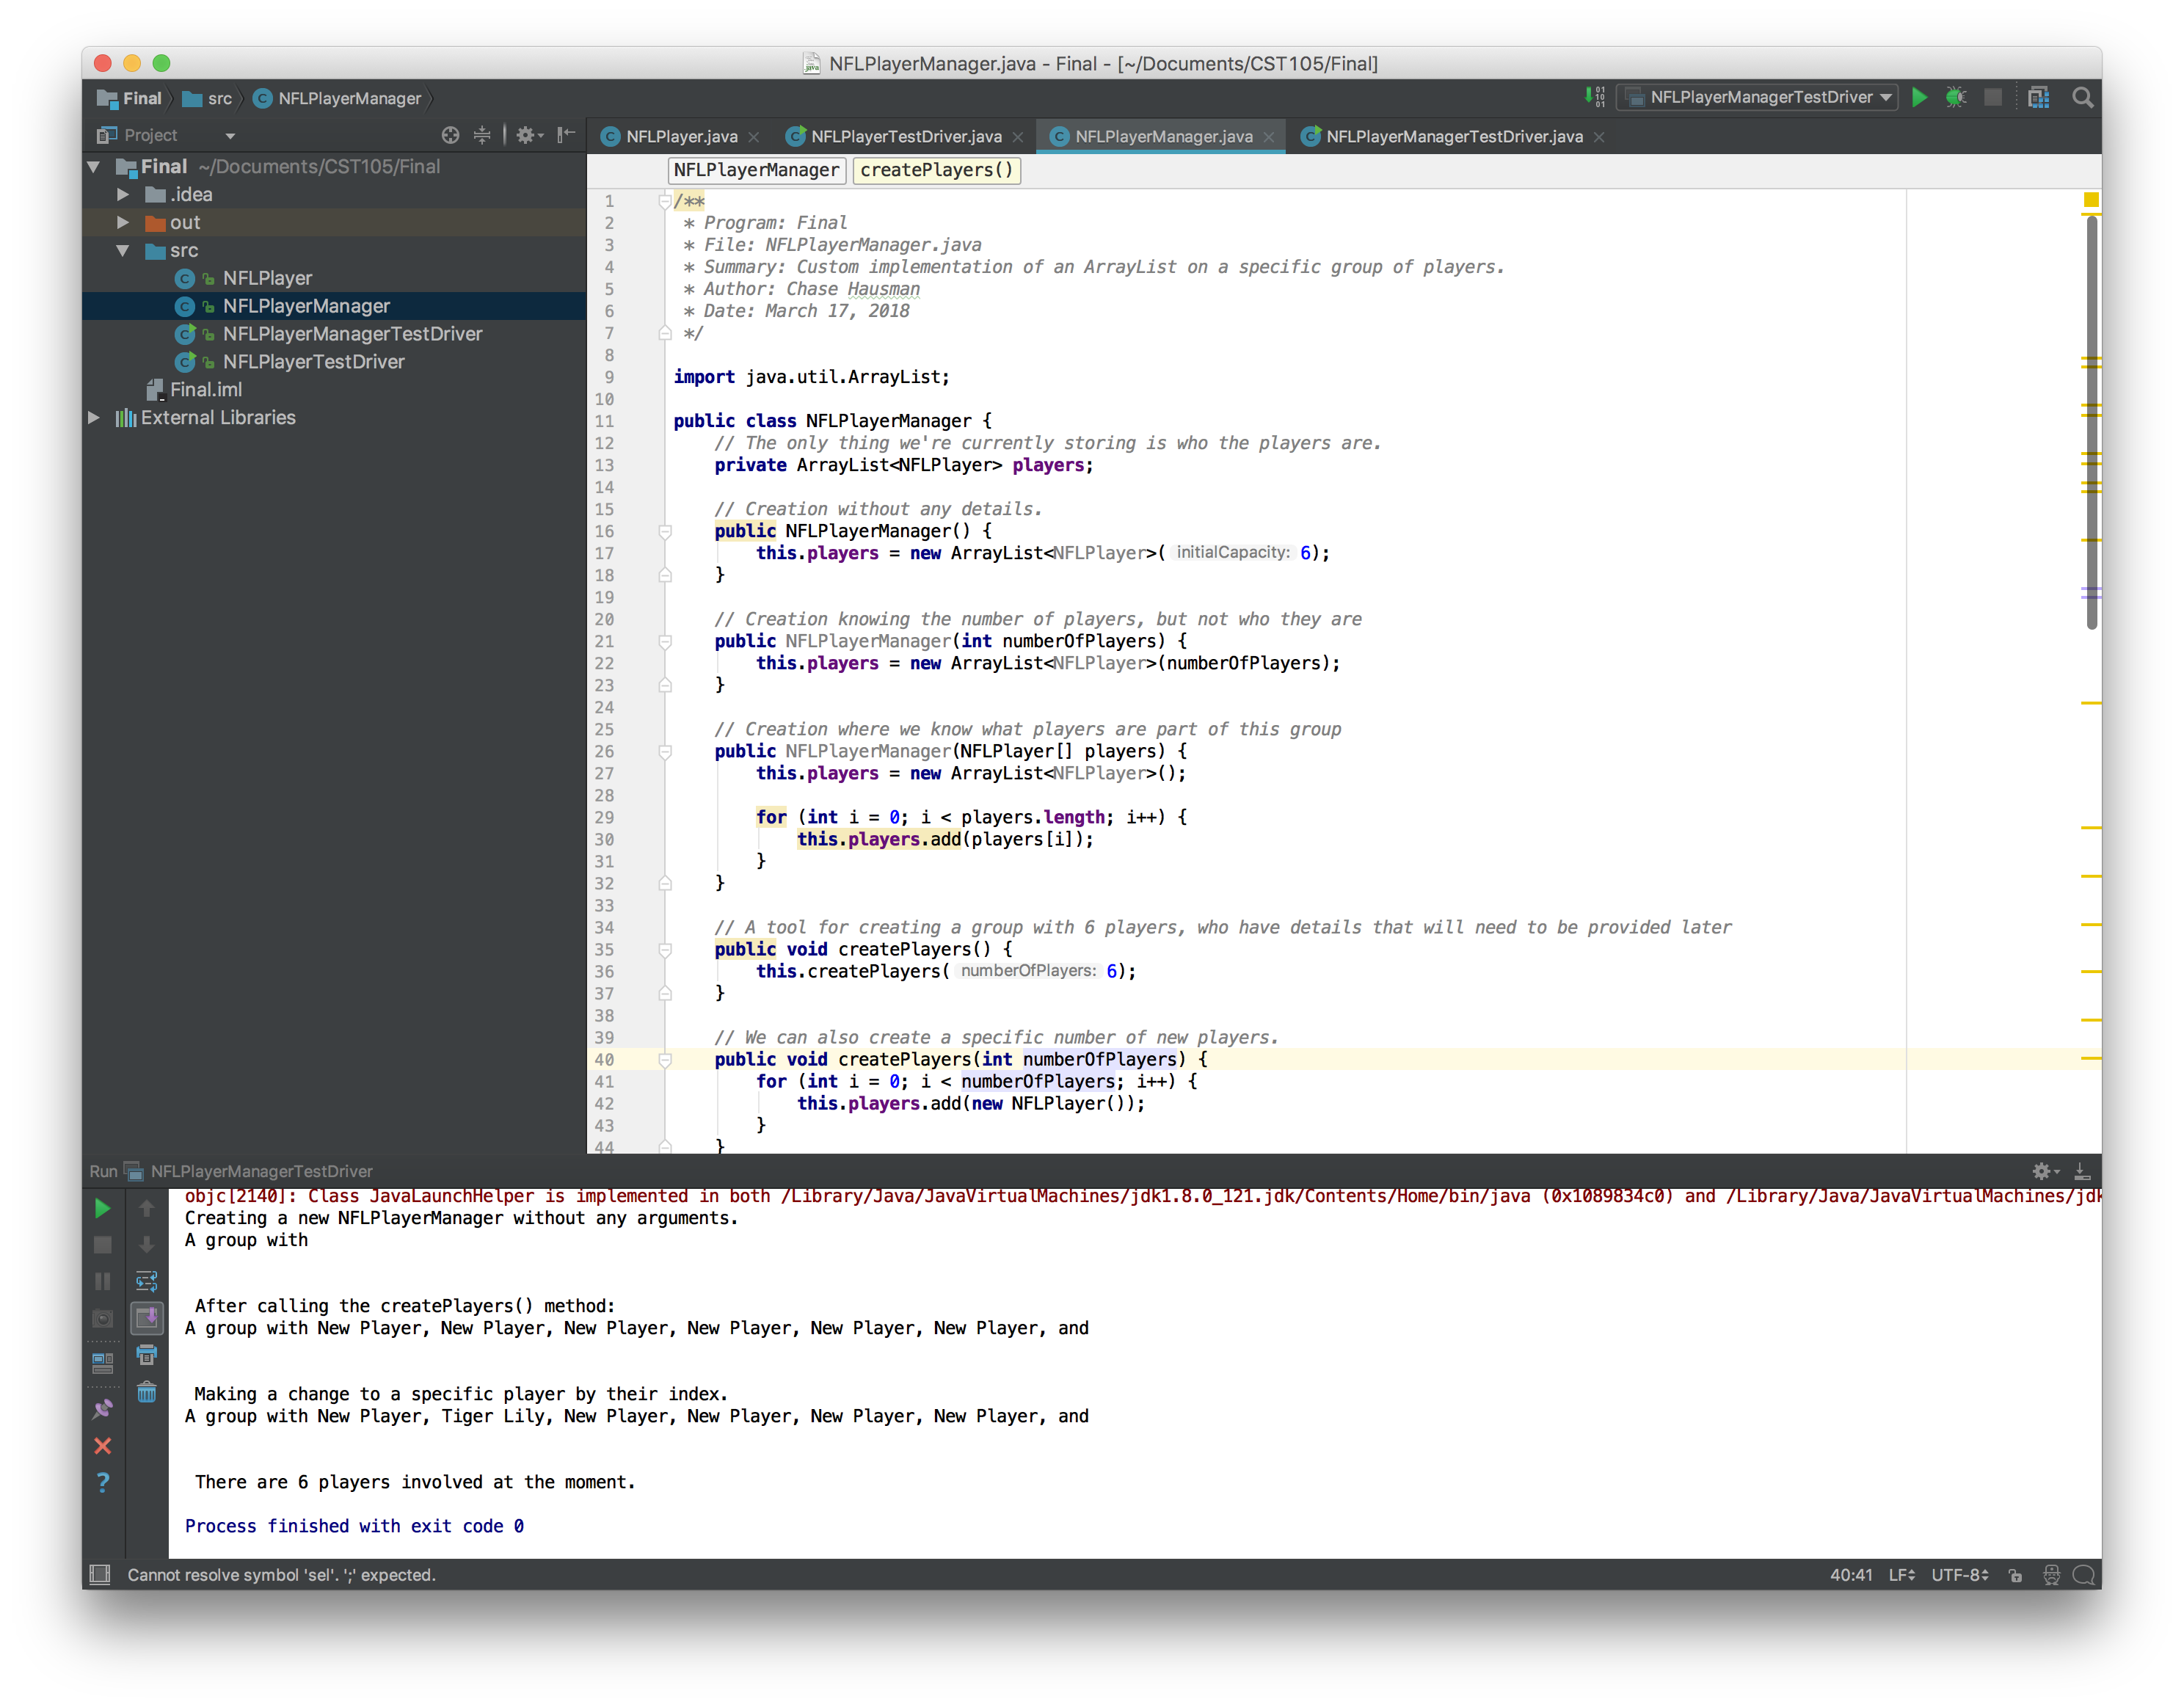 NFLPlayerManager.java - Final - [~/Documents/CST105/Final]
Final src NFLPlayerManager
NFLPlayerManagerTestDriver
Project
NFLPlayer.java NFLPlayerTestDriver.java NFLPlayerManager.java NFLPlayerManagerTestDriver.java
Final ~/Documents/CST105/Final
.idea
out
src
NFLPlayer
NFLPlayerManager
NFLPlayerManagerTestDriver
NFLPlayerTestDriver
Final.iml
External Libraries
NFLPlayerManager createPlayers()
1 /**
2 * Program: Final
3 * File: NFLPlayerManager.java
4 * Summary: Custom implementation of an ArrayList on a specific group of players.
5 * Author: Chase Hausman
6 * Date: March 17, 2018
7 */
8
9 import java.util.ArrayList;
10
11 public class NFLPlayerManager {
12 // The only thing we're currently storing is who the players are.
13 private ArrayList<NFLPlayer> players;
14
15 // Creation without any details.
16 public NFLPlayerManager() {
17 this.players = new ArrayList<NFLPlayer>( initialCapacity: 6);
18 }
19
20 // Creation knowing the number of players, but not who they are
21 public NFLPlayerManager(int numberOfPlayers) {
22 this.players = new ArrayList<NFLPlayer>(numberOfPlayers);
23 }
24
25 // Creation where we know what players are part of this group
26 public NFLPlayerManager(NFLPlayer[] players) {
27 this.players = new ArrayList<NFLPlayer>();
28
29 for (int i = 0; i < players.length; i++) {
30 this.players.add(players[i]);
31 }
32 }
33
34 // A tool for creating a group with 6 players, who have details that will need to be provided later
35 public void createPlayers() {
36 this.createPlayers( numberOfPlayers: 6);
37 }
38
39 // We can also create a specific number of new players.
40 public void createPlayers(int numberOfPlayers) {
41 for (int i = 0; i < numberOfPlayers; i++) {
42 this.players.add(new NFLPlayer());
43 }
44 }
Run NFLPlayerManagerTestDriver
objc[2140]: Class JavaLaunchHelper is implemented in both /Library/Java/JavaVirtualMachines/jdk1.8.0_121.jdk/Contents/Home/bin/java (0x1089834c0) and /Library/Java/JavaVirtualMachines/jdk
Creating a new NFLPlayerManager without any arguments.
A group with
After calling the createPlayers() method:
A group with New Player, New Player, New Player, New Player, New Player, New Player, and
Making a change to a specific player by their index.
A group with New Player, Tiger Lily, New Player, New Player, New Player, New Player, and
There are 6 players involved at the moment.
Process finished with exit code 0
Cannot resolve symbol 'sel'. ';' expected.
40:41 LF UTF-8